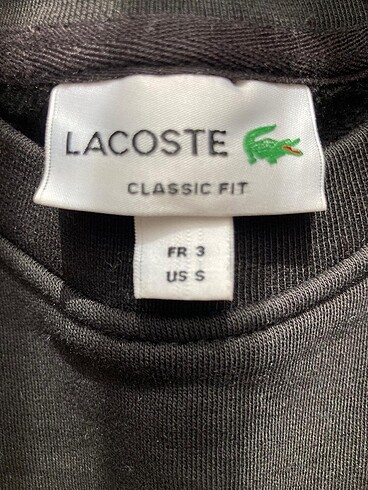 LACOSTE
CLASSIC FIT
FR 3
US S